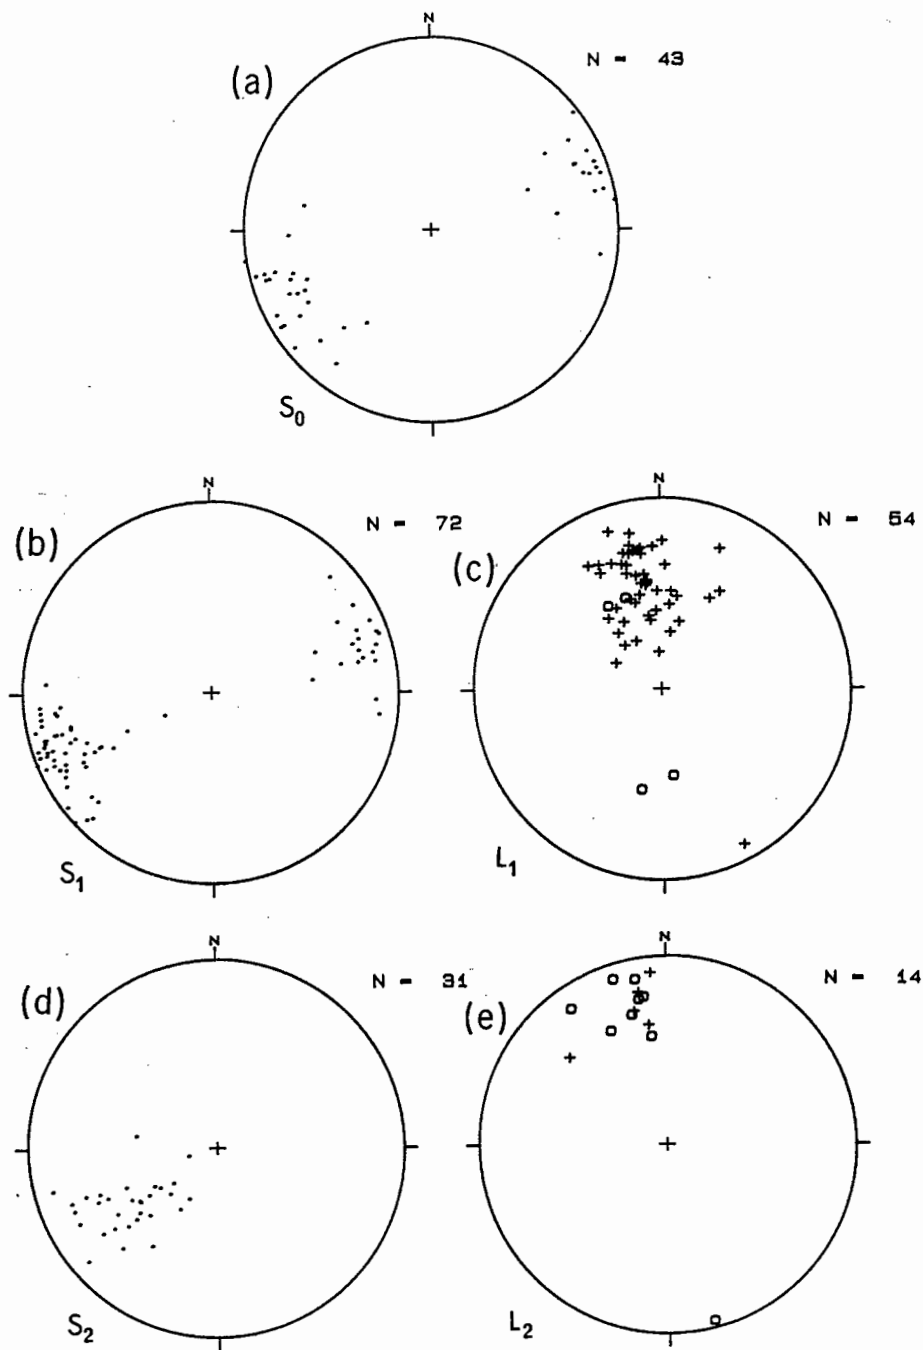 N
(a)
N = 43
S0
N
(b)
N = 72
S1
N
(c)
N = 54
L1
N
(d)
N = 31
S2
N
(e)
N = 14
L2